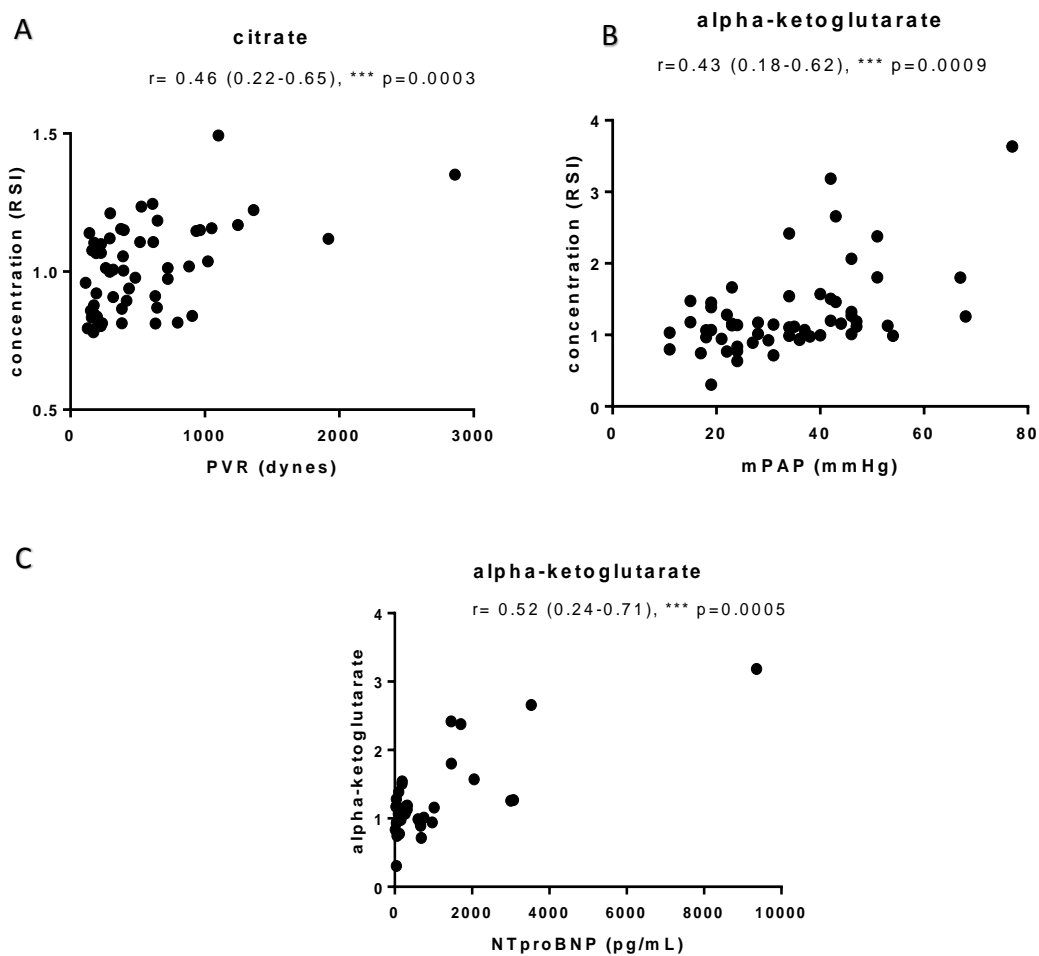 A
citrate
r= 0.46 (0.22-0.65), *** p=0.0003
concentration (RSI)
1.5
1.0
0.5
0 1000 2000 3000
PVR (dynes)
B
alpha-ketoglutarate
r=0.43 (0.18-0.62), *** p=0.0009
concentration (RSI)
4
3
2
1
0
0 20 40 60 80
mPAP (mmHg)
C
alpha-ketoglutarate
r= 0.52 (0.24-0.71), *** p=0.0005
alpha-ketoglutarate
4
3
2
1
0
0 2000 4000 6000 8000 10000
NTproBNP (pg/mL)